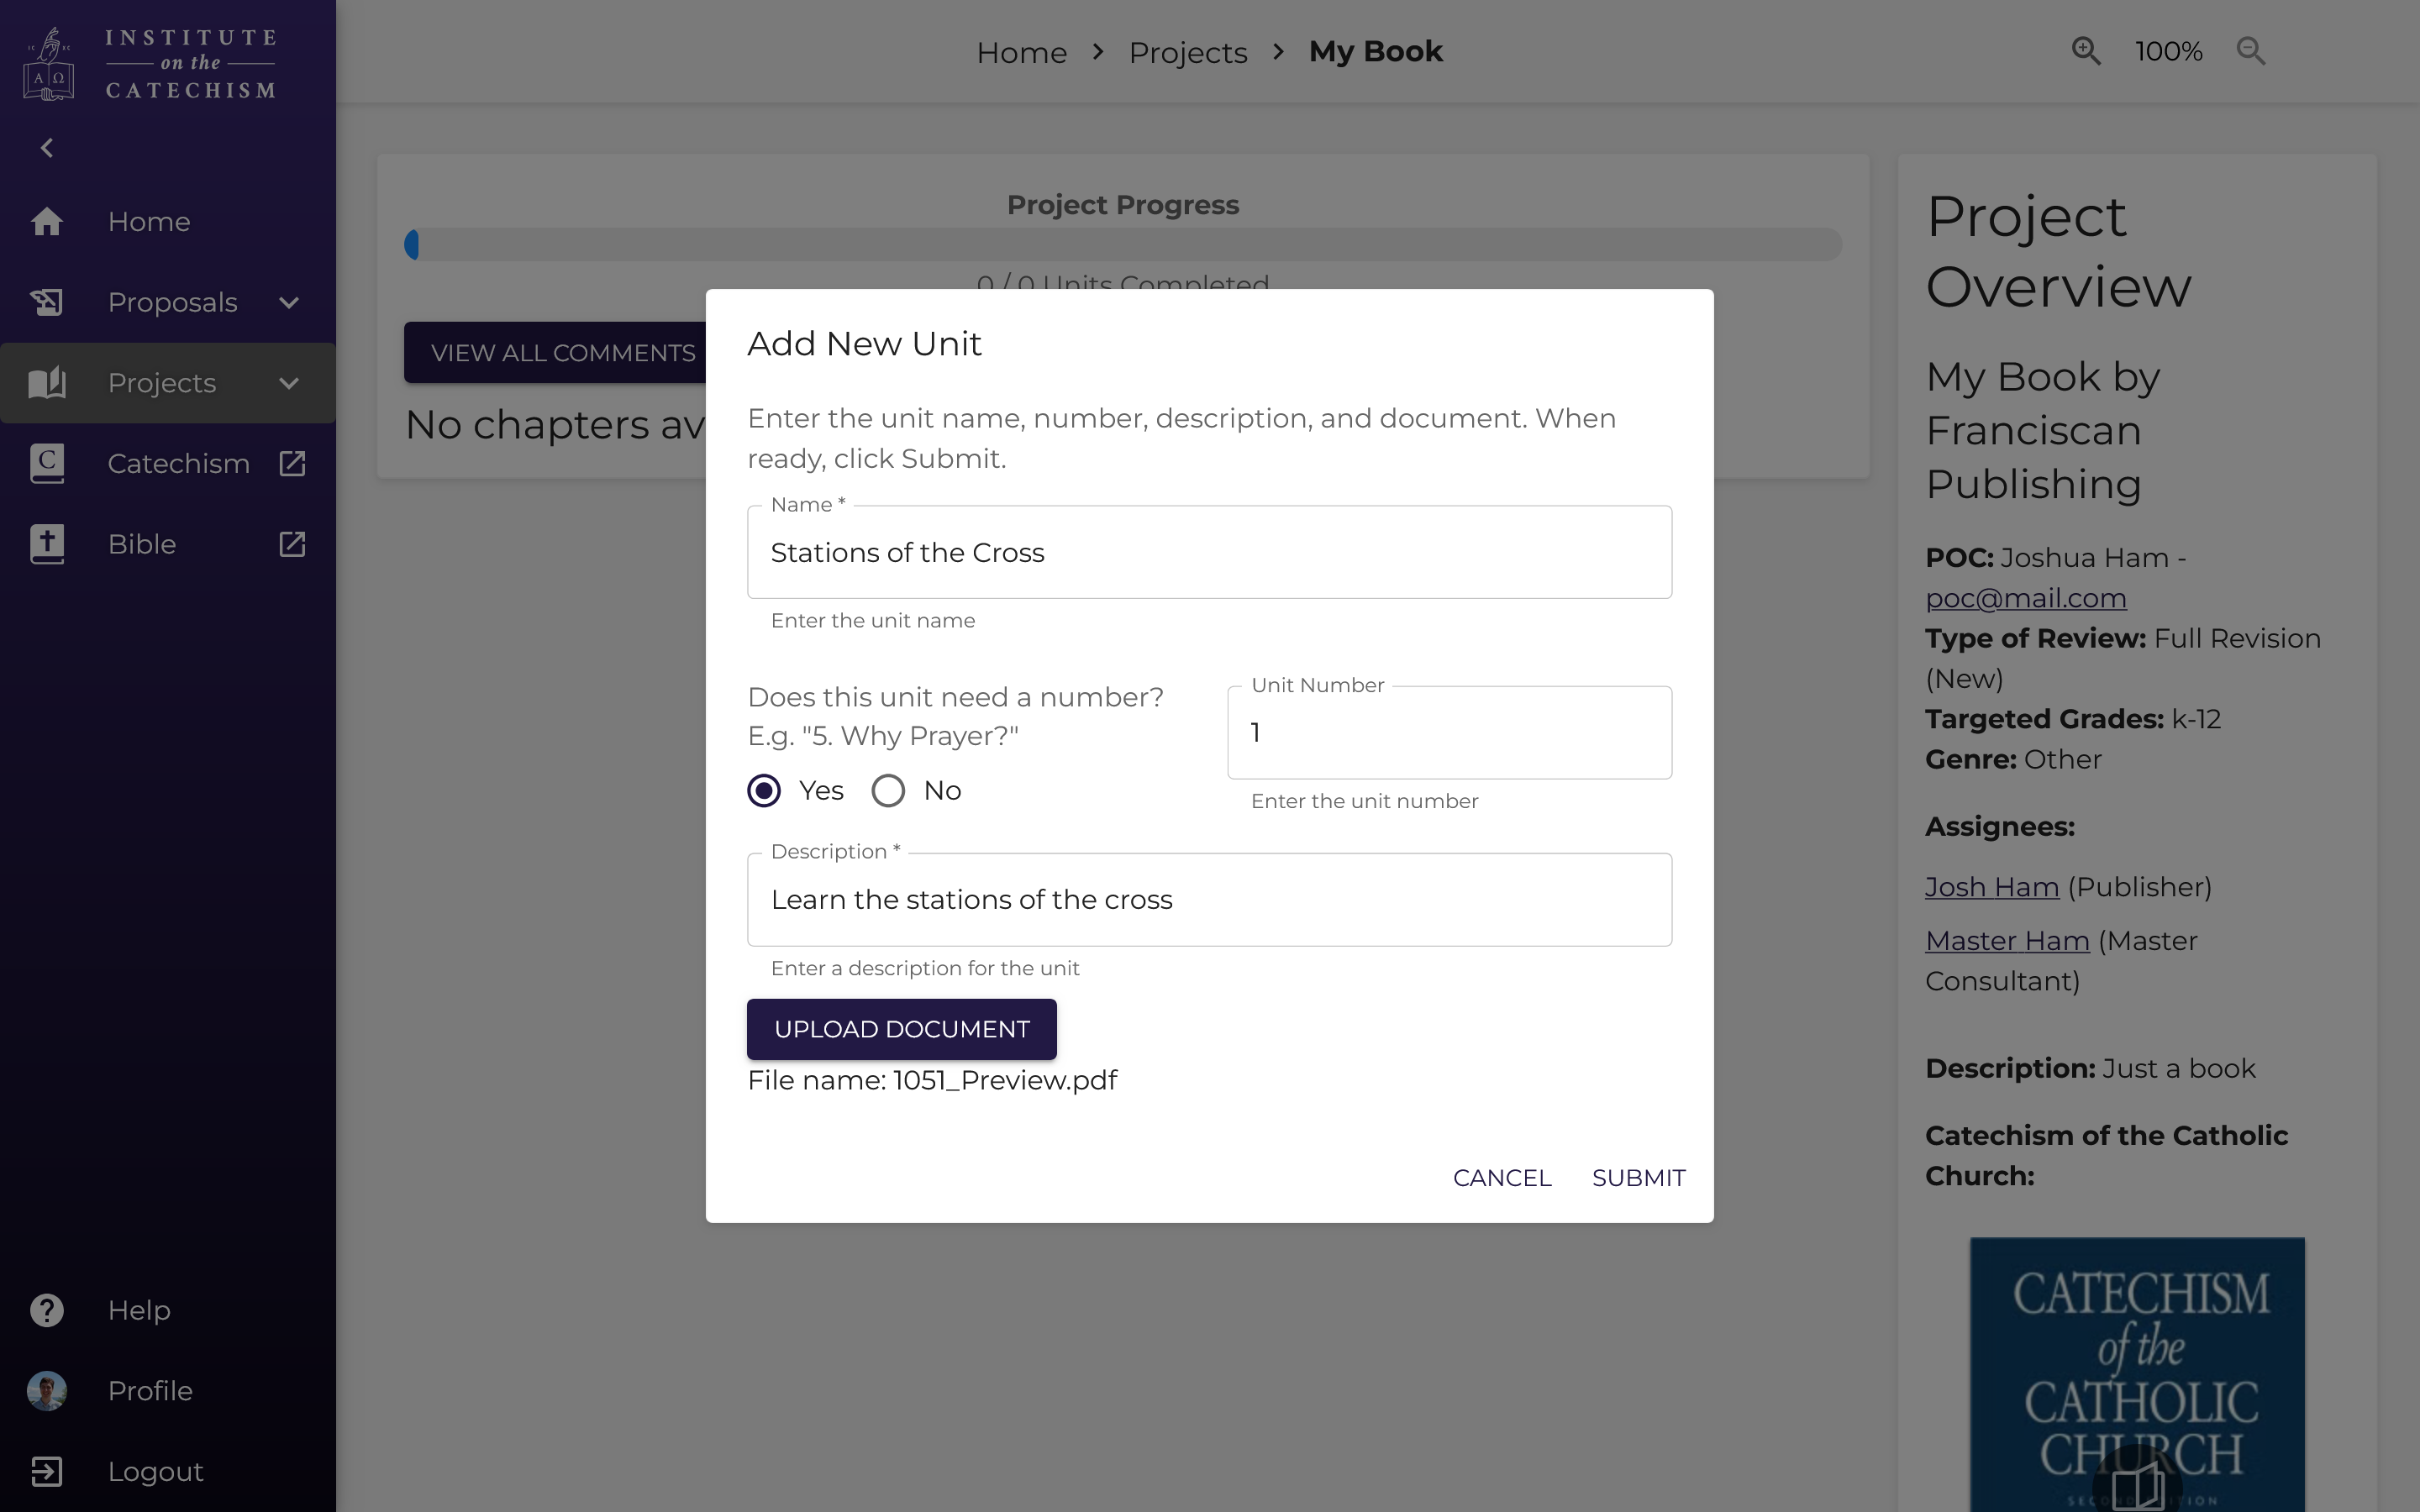 INSTITUTE
on the
CATECHISM
IC XC
Α Ω
Home
Proposals
Projects
C
Catechism
Bible
Help
Profile
Logout
Home > Projects > My Book
100%
Project Progress
0 / 0 Units Completed
VIEW ALL COMMENTS
No chapters av
Add New Unit
Enter the unit name, number, description, and document. When
ready, click Submit.
Name *
Stations of the Cross
Enter the unit name
Does this unit need a number?
E.g. "5. Why Prayer?"
Yes
No
Unit Number
1
Enter the unit number
Description *
Learn the stations of the cross
Enter a description for the unit
UPLOAD DOCUMENT
File name: 1051_Preview.pdf
CANCEL
SUBMIT
Project
Overview
My Book by
Franciscan
Publishing
POC: Joshua Ham -
poc@mail.com
Type of Review: Full Revision
(New)
Targeted Grades: k-12
Genre: Other
Assignees:
Josh Ham (Publisher)
Master Ham (Master
Consultant)
Description: Just a book
Catechism of the Catholic
Church:
CATECHISM
of the
CATHOLIC
CHURCH
SECOND EDITION